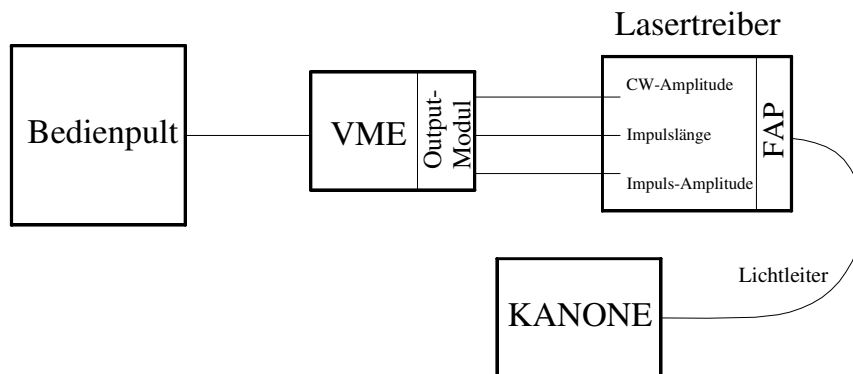 Lasertreiber
Bedienpult
VME
Output-
Modul
CW-Amplitude
Impulslänge
Impuls-Amplitude
FAP
Lichtleiter
KANONE